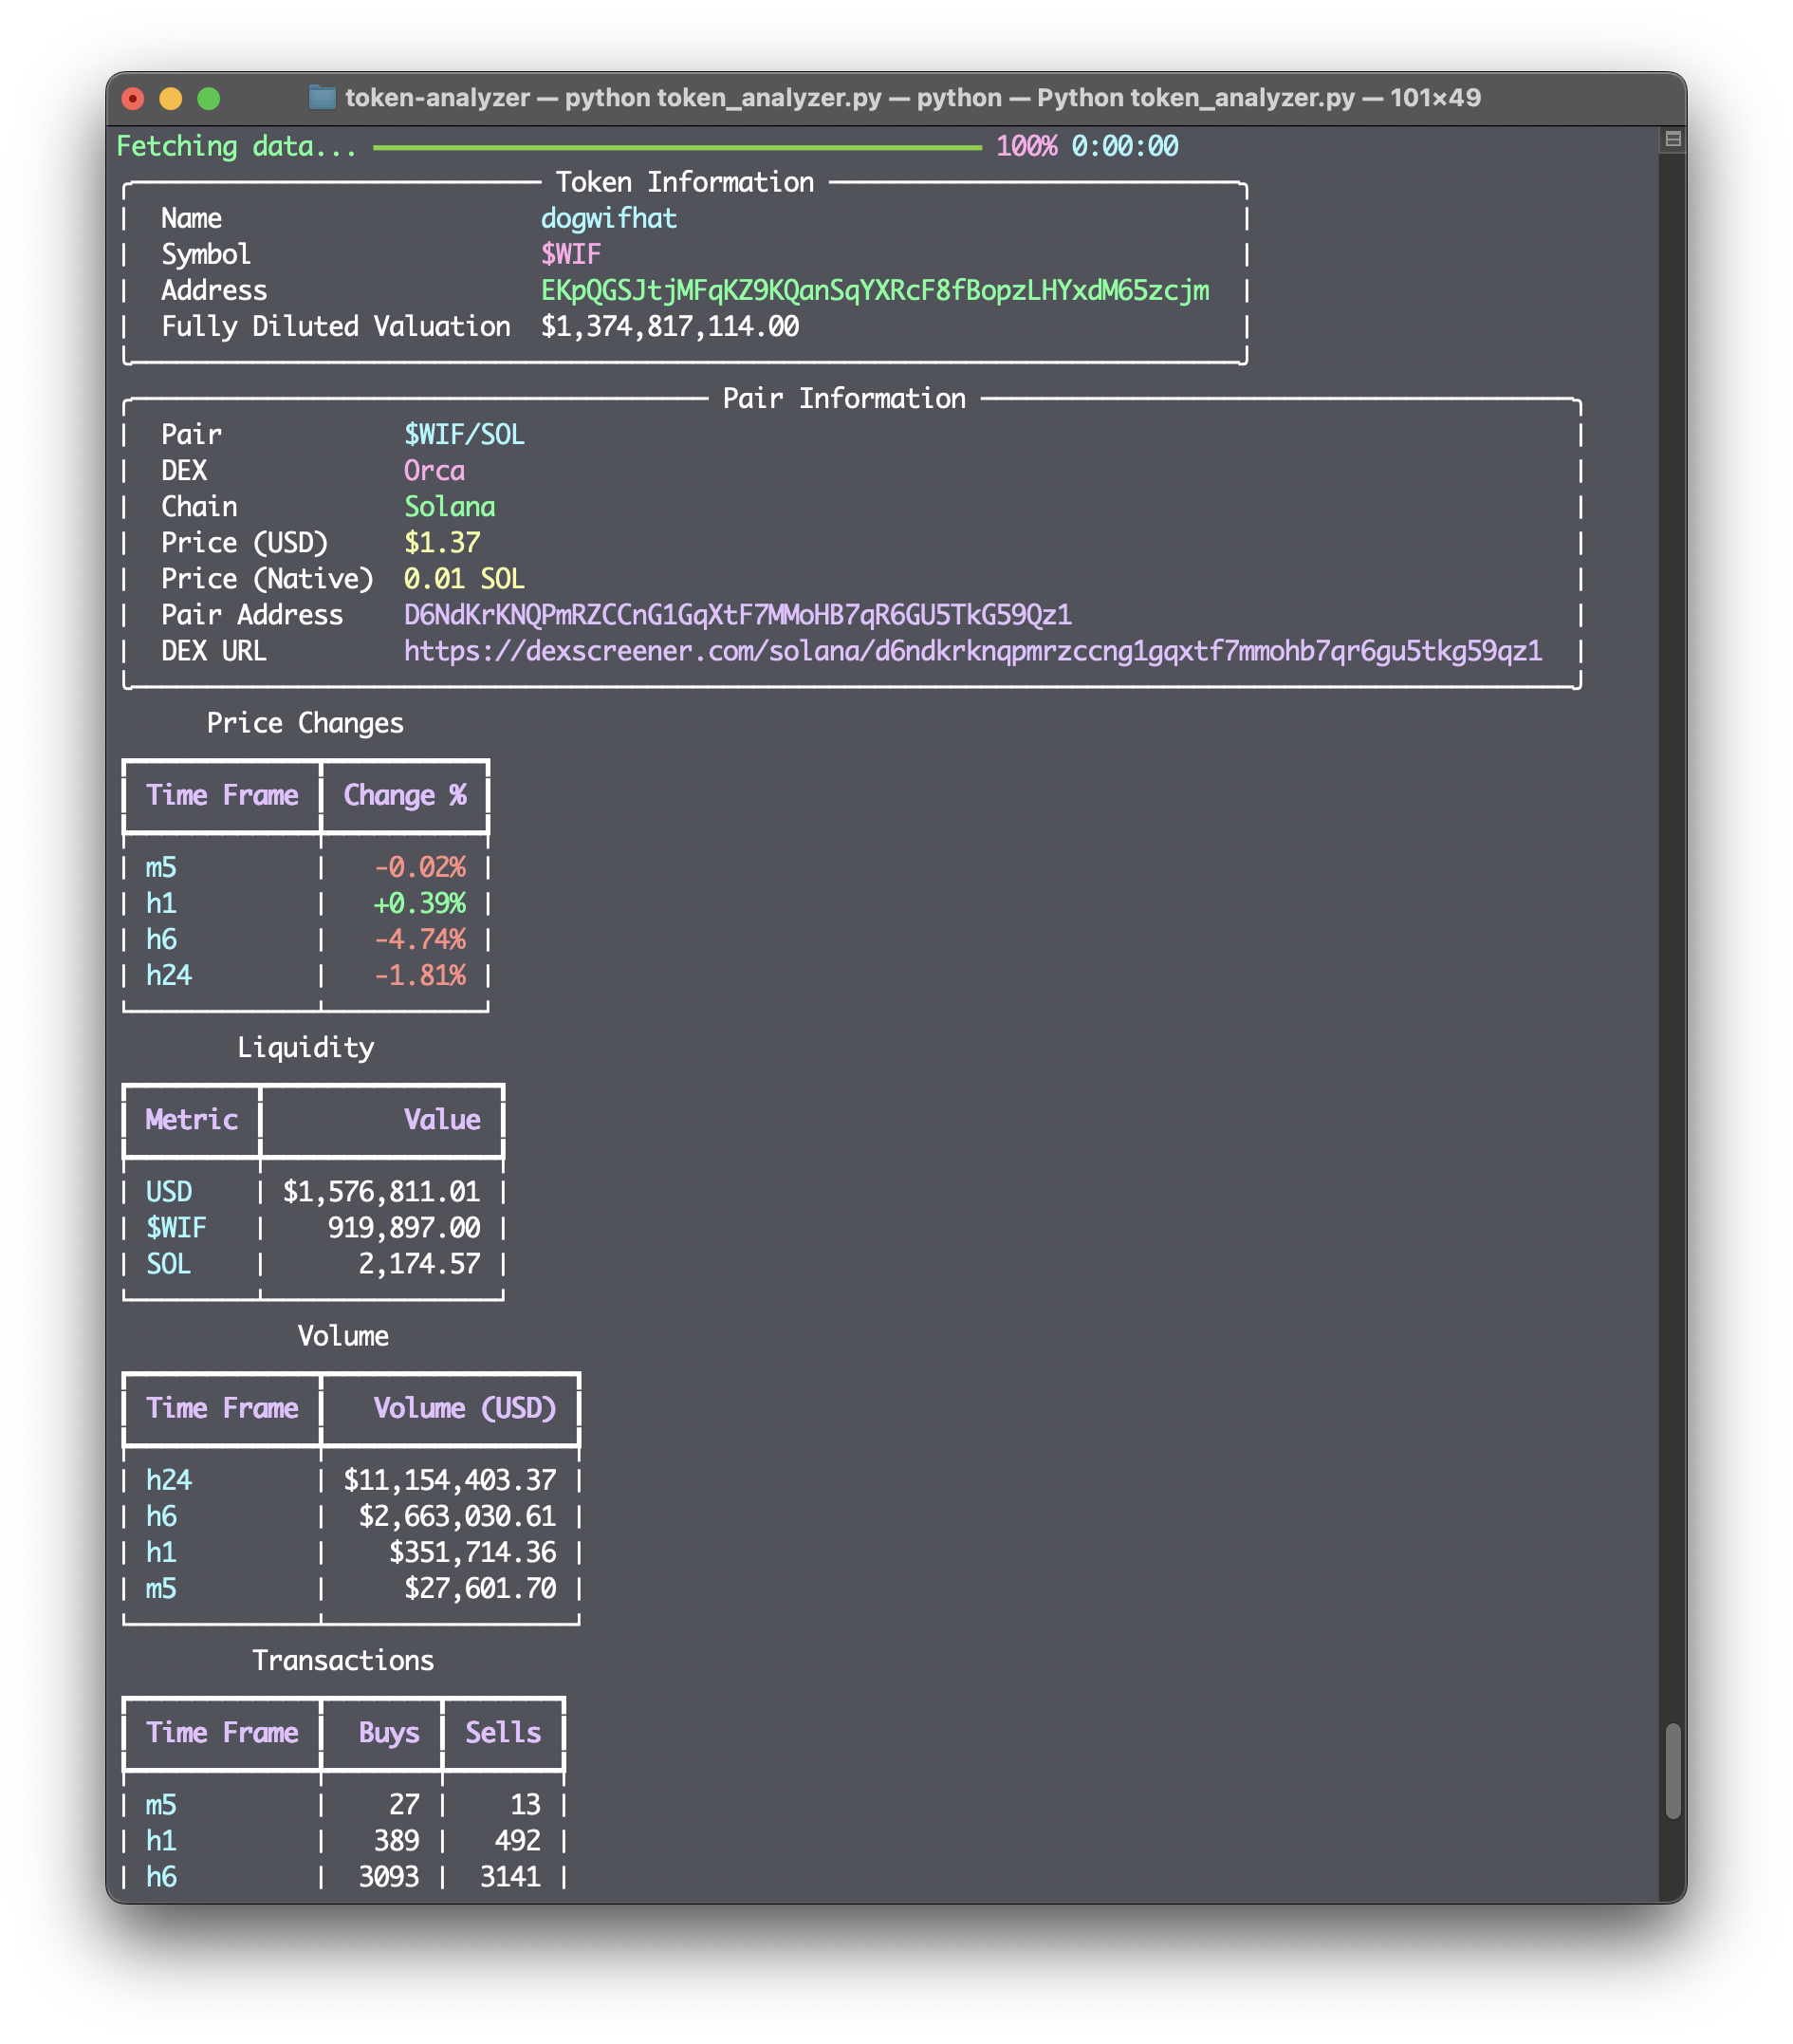 token-analyzer — python token_analyzer.py — python — Python token_analyzer.py — 101×49
Fetching data... 100% 0:00:00
Token Information
Name dogwifhat
Symbol $WIF
Address EKpQGSJtjMFqKZ9KQanSqYXRcF8fBopzLHYxdM65zcjm
Fully Diluted Valuation $1,374,817,114.00
Pair Information
Pair $WIF/SOL
DEX Orca
Chain Solana
Price (USD) $1.37
Price (Native) 0.01 SOL
Pair Address D6NdKrKNQPmRZCCnG1GqXtF7MMoHB7qR6GU5TkG59Qz1
DEX URL https://dexscreener.com/solana/d6ndkrknqpmrzccng1gqxtf7mmohb7qr6gu5tkg59qz1
Price Changes
Time Frame Change %
m5 -0.02%
h1 +0.39%
h6 -4.74%
h24 -1.81%
Liquidity
Metric Value
USD $1,576,811.01
$WIF 919,897.00
SOL 2,174.57
Volume
Time Frame Volume (USD)
h24 $11,154,403.37
h6 $2,663,030.61
h1 $351,714.36
m5 $27,601.70
Transactions
Time Frame Buys Sells
m5 27 13
h1 389 492
h6 3093 3141